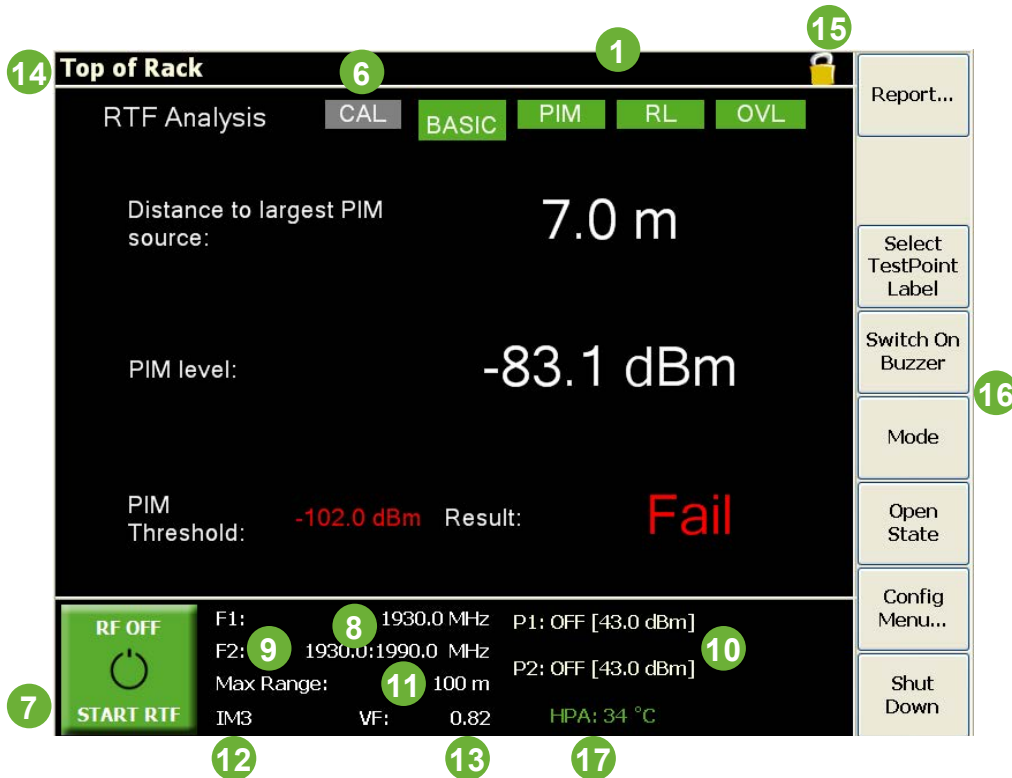 15
1
14 Top of Rack 6
Report...
RTF Analysis CAL BASIC PIM RL OVL
Distance to largest PIM
source:
7.0 m
Select
TestPoint
Label
PIM level:
-83.1 dBm
Switch On
Buzzer
16
Mode
PIM
Threshold:
-102.0 dBm Result: Fail
Open
State
Config
Menu...
RF OFF
START RTF
7
F1: 8 1930.0 MHz
F2: 9 1930.0:1990.0 MHz
Max Range: 11 100 m
IM3 VF: 0.82
P1: OFF [43.0 dBm]
10
P2: OFF [43.0 dBm]
HPA: 34 °C
Shut
Down
12 13 17